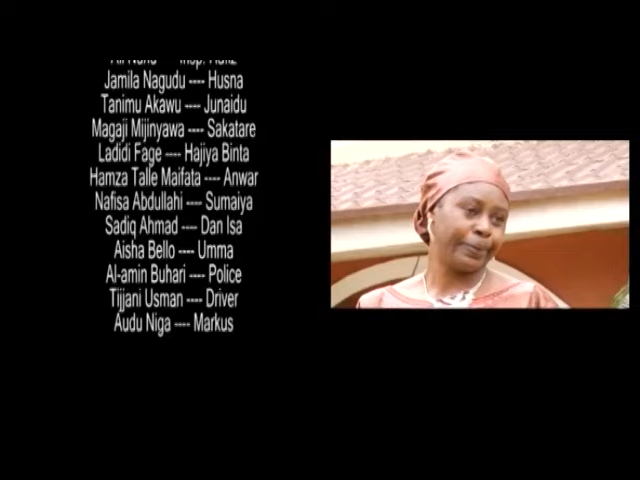 Jamila Nagudu ---- Husna
Tanimu Akawu ---- Junaidu
Magaji Mijinyawa ---- Sakatare
Ladidi Fage ---- Hajiya Binta
Hamza Talle Maifata ---- Anwar
Nafisa Abdullahi ---- Sumaiya
Sadiq Ahmad ---- Dan Isa
Aisha Bello ---- Umma
Al-amin Buhari ---- Police
Tijjani Usman ---- Driver
Audu Niga ---- Markus